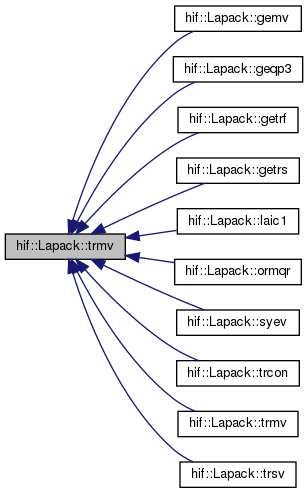 hif::Lapack::gemv
hif::Lapack::geqp3
hif::Lapack::getrf
hif::Lapack::getrs
hif::Lapack::laic1
hif::Lapack::trmv
hif::Lapack::ormqr
hif::Lapack::syev
hif::Lapack::trcon
hif::Lapack::trmv
hif::Lapack::trsv